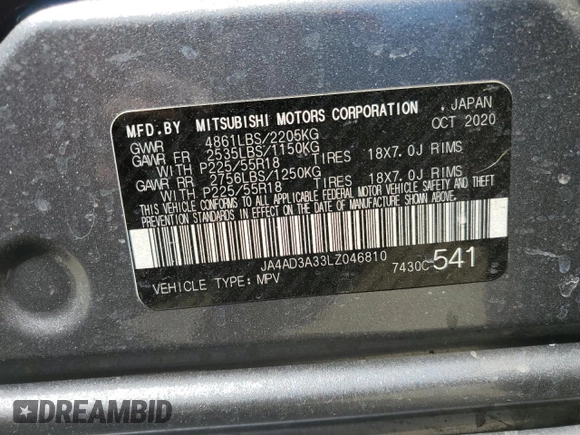 MFD.BY MITSUBISHI MOTORS CORPORATION , JAPAN
GVWR 4861LBS/2205KG OCT 2020
GAWR FR 2535LBS/1150KG
WITH P225/55R18 TIRES 18X7.0J RIMS
GAWR RR 2756LBS/1250KG
WITH P225/55R18 TIRES 18X7.0J RIMS
THIS VEHICLE CONFORMS TO ALL APPLICABLE FEDERAL MOTOR VEHICLE SAFETY AND THEFT
PREVENTION STANDARDS IN EFFECT ON THE DATE OF MANUFACTURE SHOWN ABOVE.
JA4AD3A33LZ046810
VEHICLE TYPE: MPV 7430C 541
DREAMBID